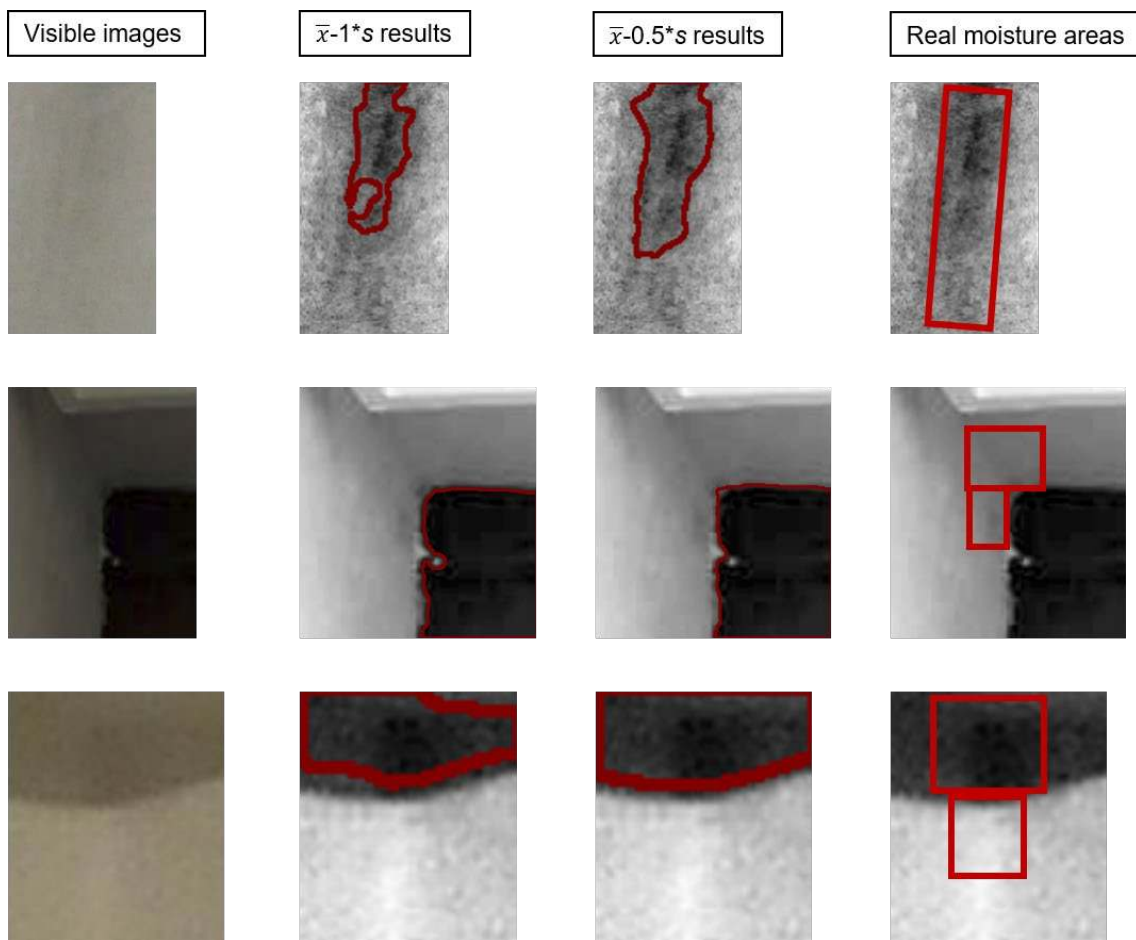 Visible images
x̅-1*s results
x̅-0.5*s results
Real moisture areas